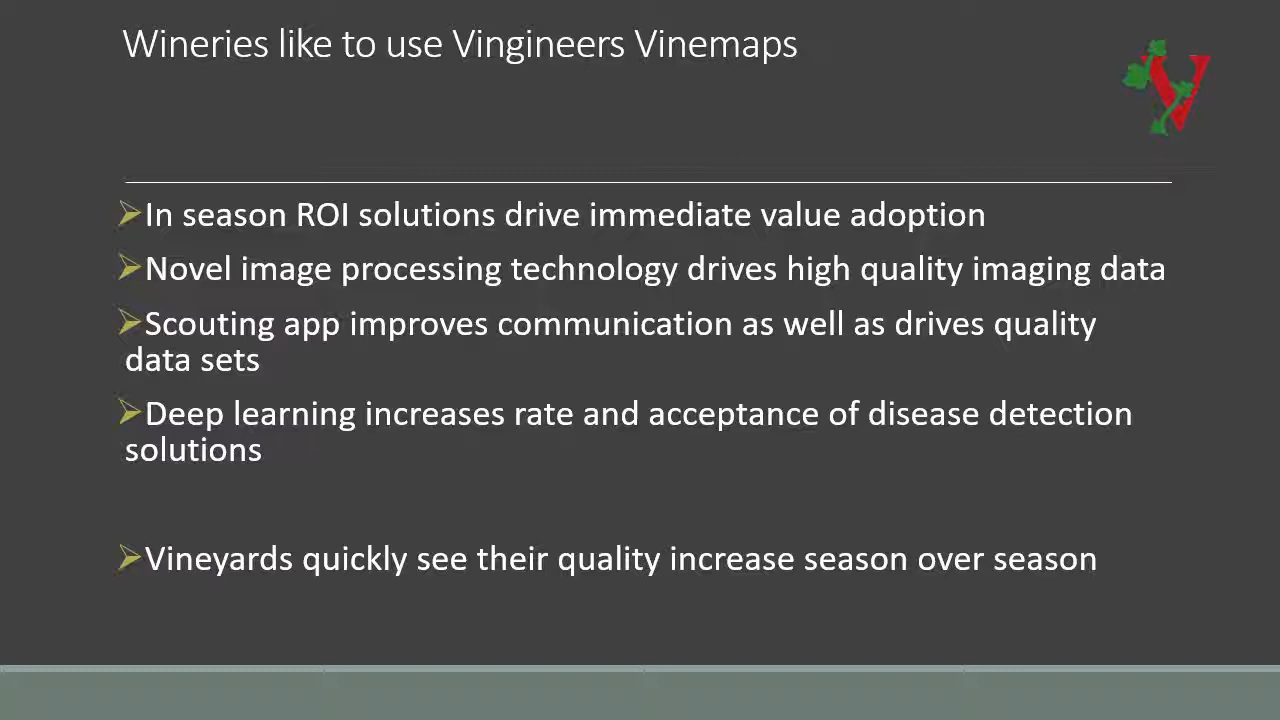 Wineries like to use Vingineers Vinemaps
V
In season ROI solutions drive immediate value adoption
Novel image processing technology drives high quality imaging data
Scouting app improves communication as well as drives quality
data sets
Deep learning increases rate and acceptance of disease detection
solutions
Vineyards quickly see their quality increase season over season